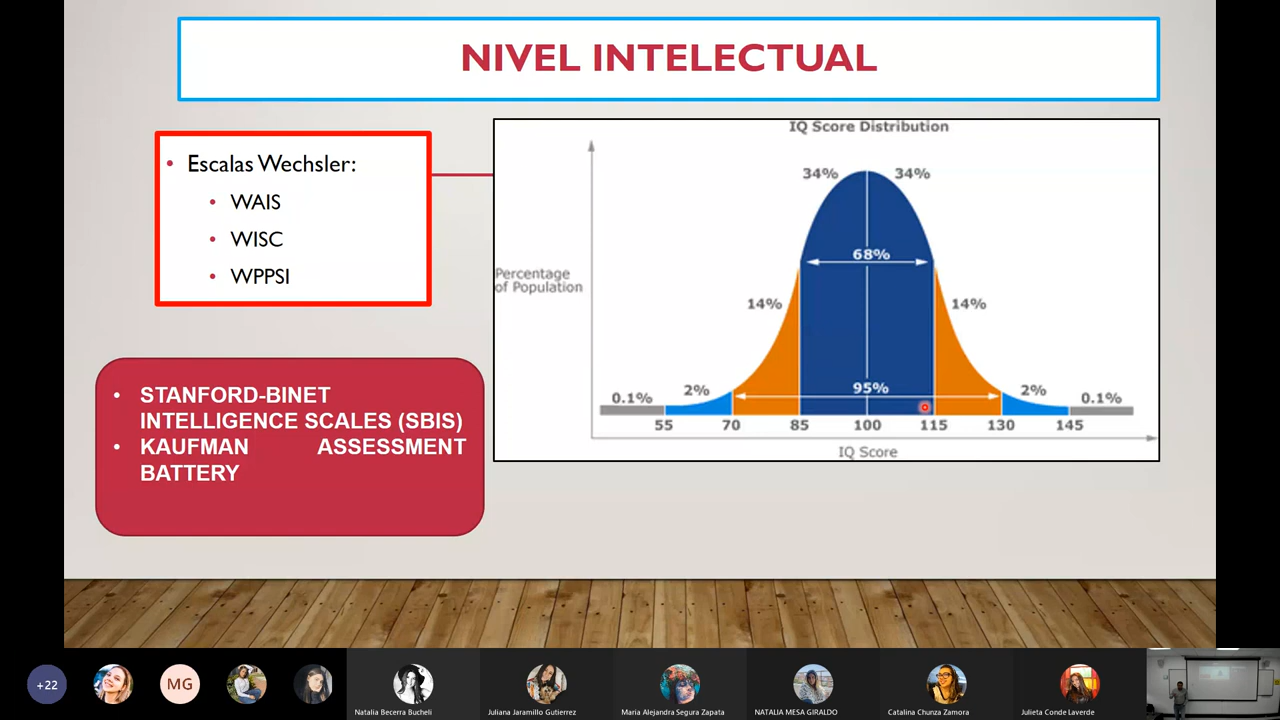 NIVEL INTELECTUAL
• Escalas Wechsler:
• WAIS
• WISC
• WPPSI
• STANFORD-BINET
INTELLIGENCE SCALES (SBIS)
• KAUFMAN ASSESSMENT
BATTERY
IQ Score Distribution
34% 34%
68%
Percentage
of Population
14% 14%
95%
0.1% 2% 2% 0.1%
55 70 85 100 115 130 145
IQ Score
+22
MG
Natalia Becerra Bucheli
Juliana Jaramillo Gutierrez
Maria Alejandra Segura Zapata
NATALIA MESA GIRALDO
Catalina Chunza Zamora
Julieta Conde Laverde